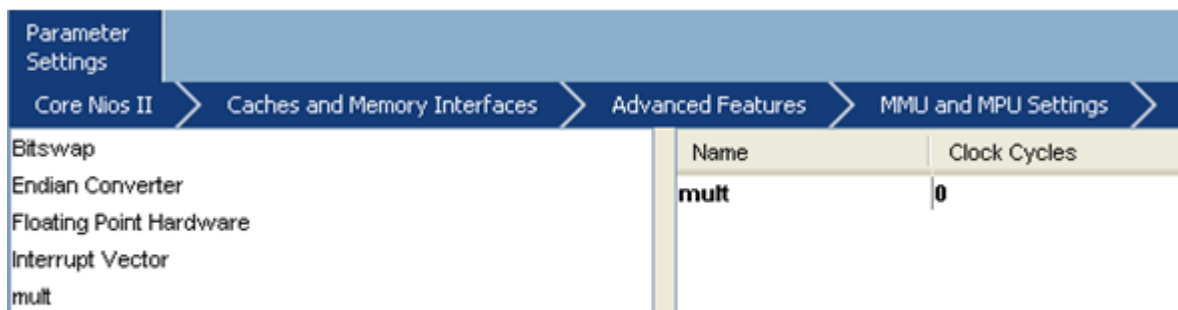 Parameter
Settings
Core Nios II Caches and Memory Interfaces Advanced Features MMU and MPU Settings
Bitswap
Endian Converter
Floating Point Hardware
Interrupt Vector
mult
Name Clock Cycles
mult 0